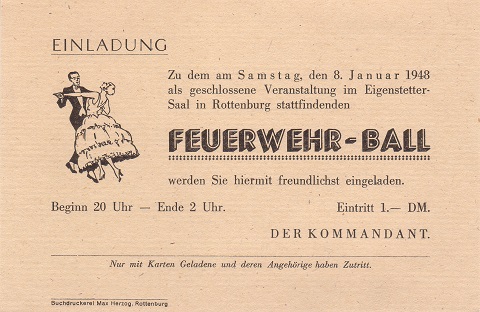 EINLADUNG
Zu dem am Samstag, den 8. Januar 1948
als geschlossene Veranstaltung im Eigenstetter-
Saal in Rottenburg stattfindenden
FEUERWEHR-BALL
werden Sie hiermit freundlichst eingeladen.
Beginn 20 Uhr — Ende 2 Uhr. Eintritt 1.— DM.
DER KOMMANDANT.
Nur mit Karten Geladene und deren Angehörige haben Zutritt.
Buchdruckerei Max Herzog, Rottenburg